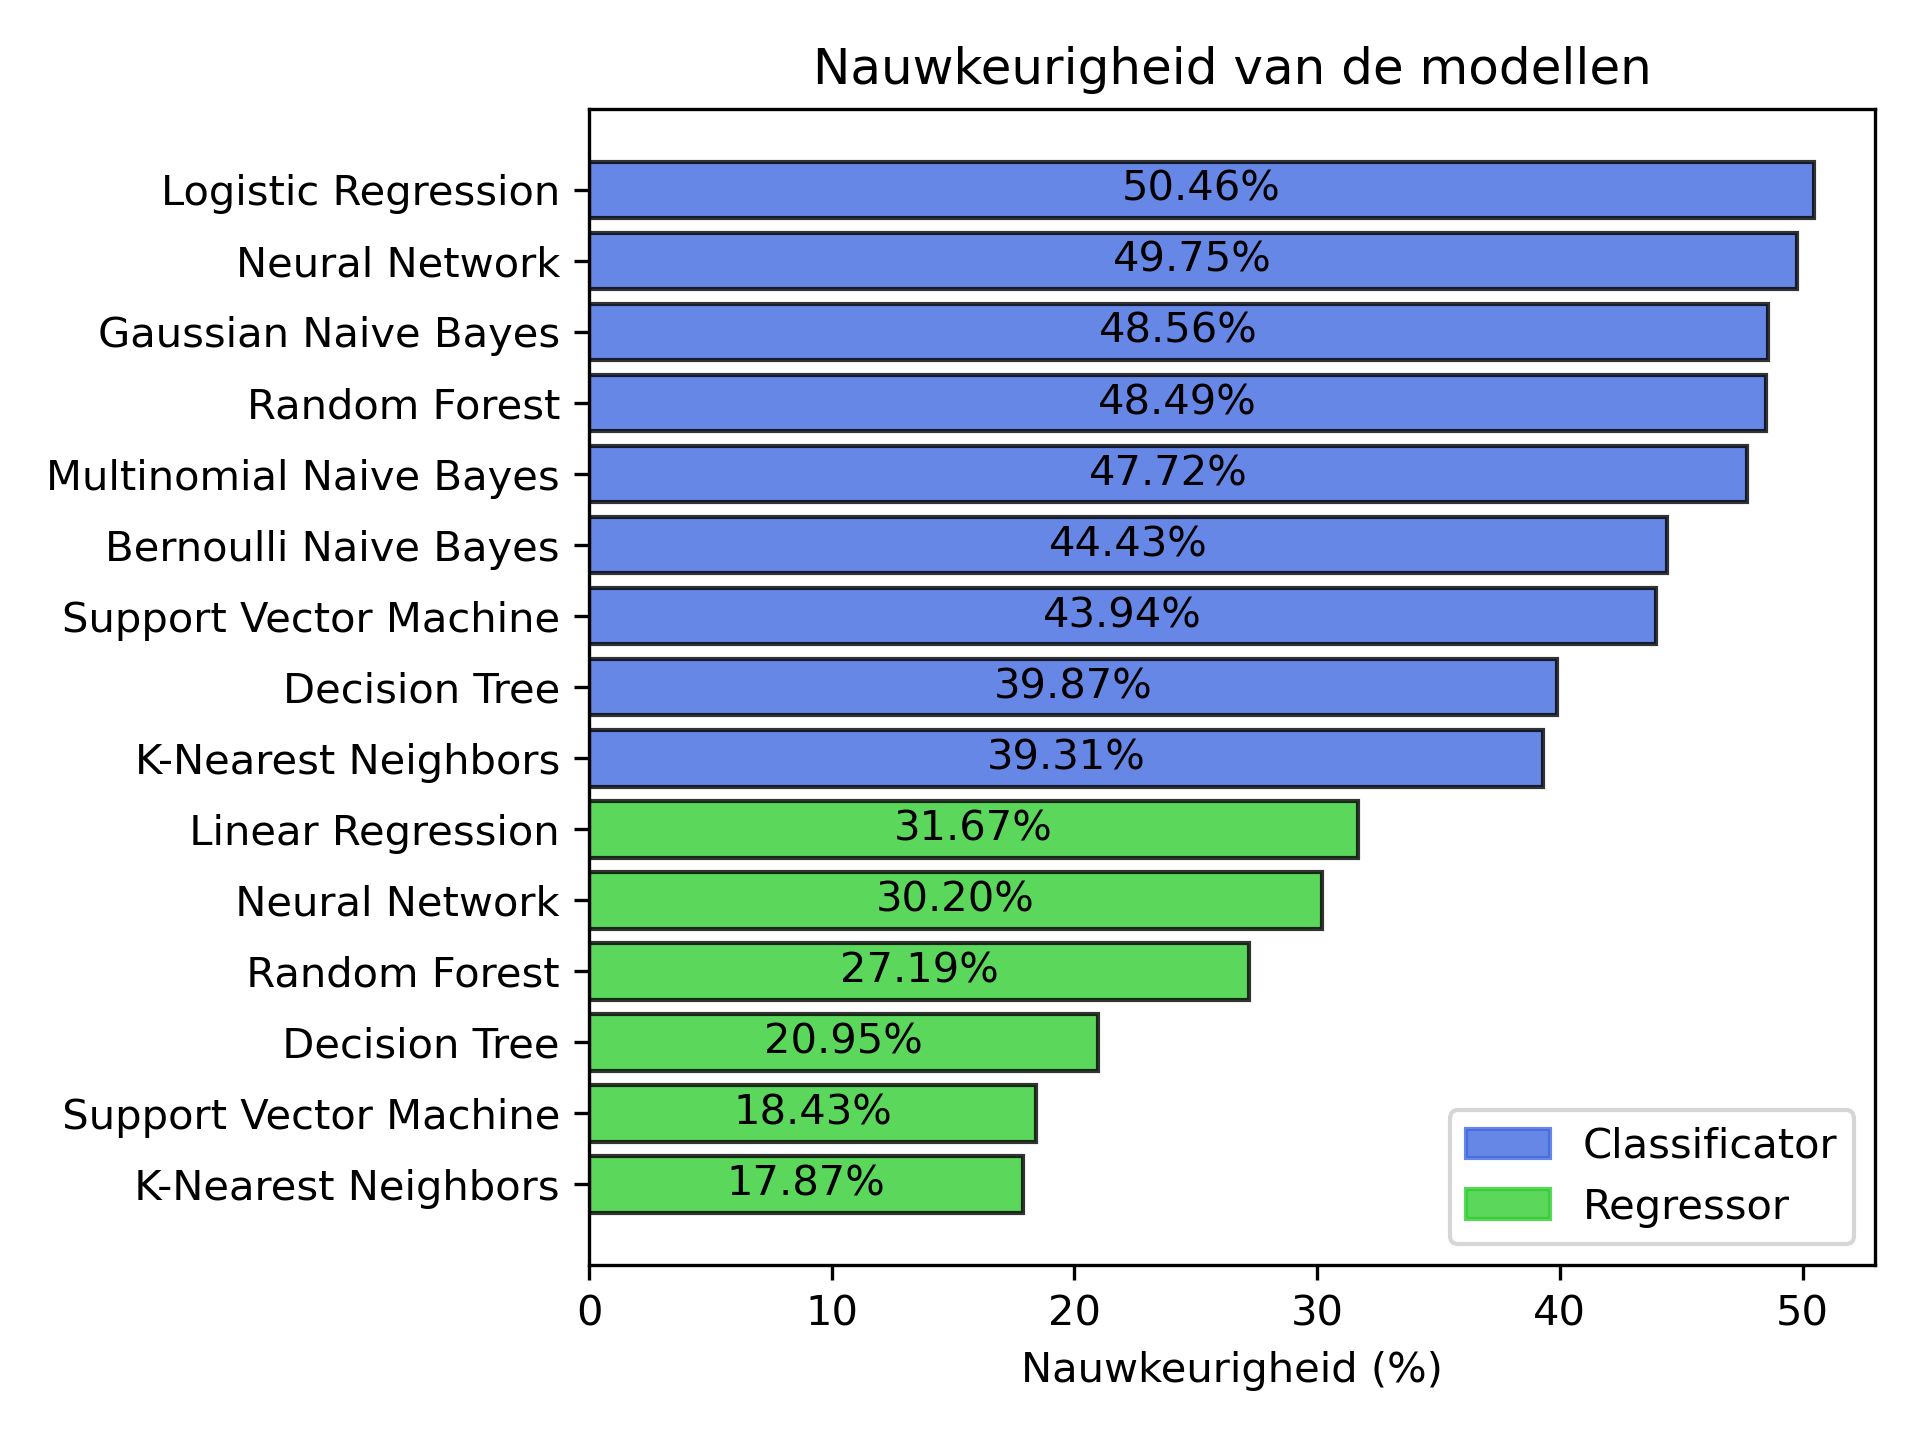 Nauwkeurigheid van de modellen
Logistic Regression 50.46%
Neural Network 49.75%
Gaussian Naive Bayes 48.56%
Random Forest 48.49%
Multinomial Naive Bayes 47.72%
Bernoulli Naive Bayes 44.43%
Support Vector Machine 43.94%
Decision Tree 39.87%
K-Nearest Neighbors 39.31%
Linear Regression 31.67%
Neural Network 30.20%
Random Forest 27.19%
Decision Tree 20.95%
Support Vector Machine 18.43%
K-Nearest Neighbors 17.87%
Classificator
Regressor
0 10 20 30 40 50
Nauwkeurigheid (%)